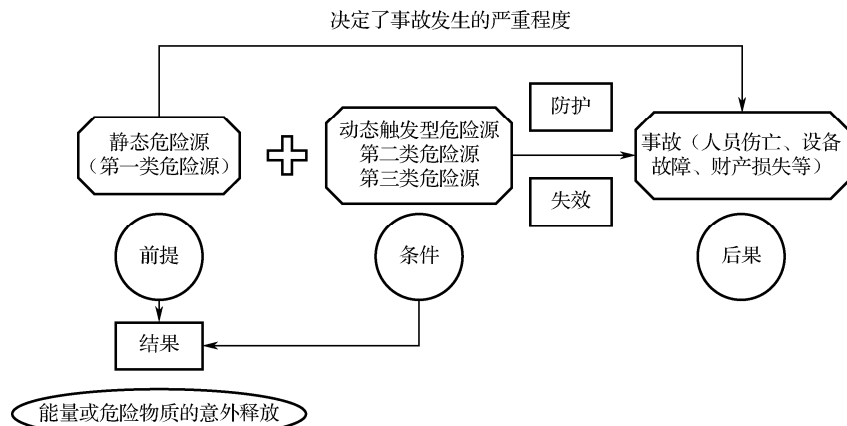 决定了事故发生的严重程度
防护
静态危险源
（第一类危险源）
动态触发型危险源
第二类危险源
第三类危险源
事故（人员伤亡、设备
故障、财产损失等）
失效
前提
条件
后果
结果
能量或危险物质的意外释放